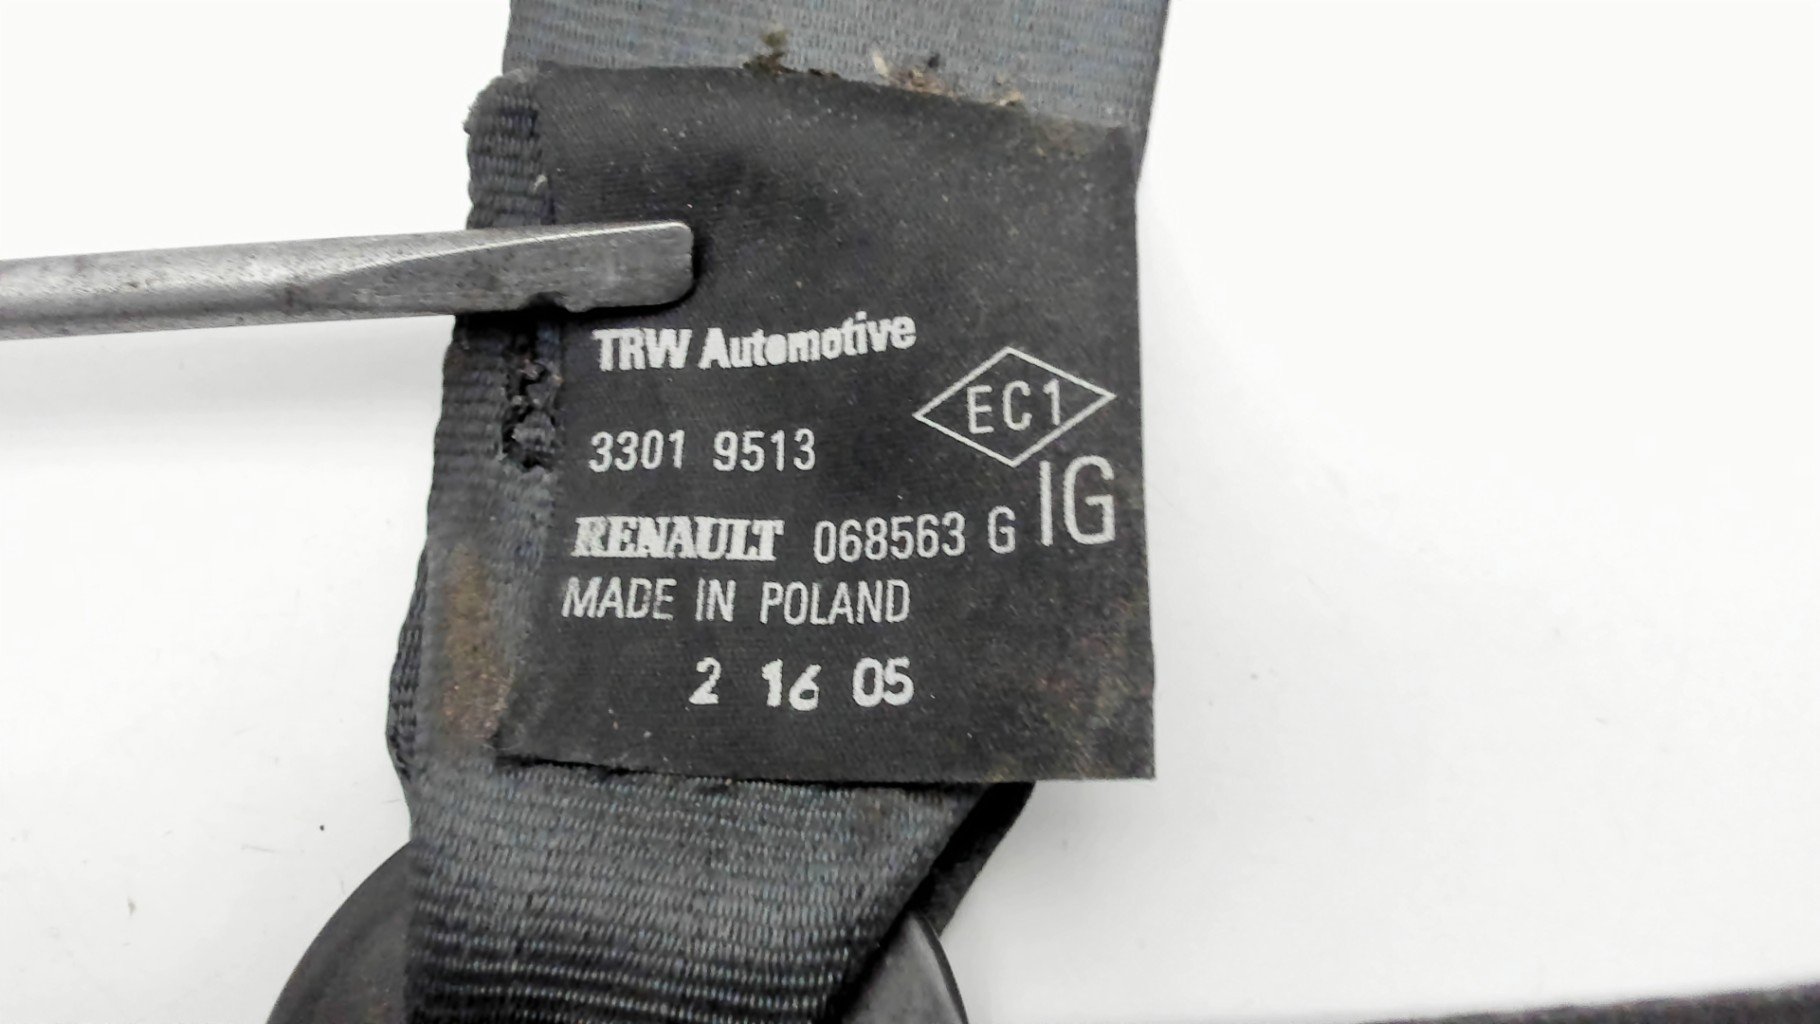 TRW Automotive
EC1
3301 9513
IG
RENAULT 068563 G
MADE IN POLAND
2 16 05